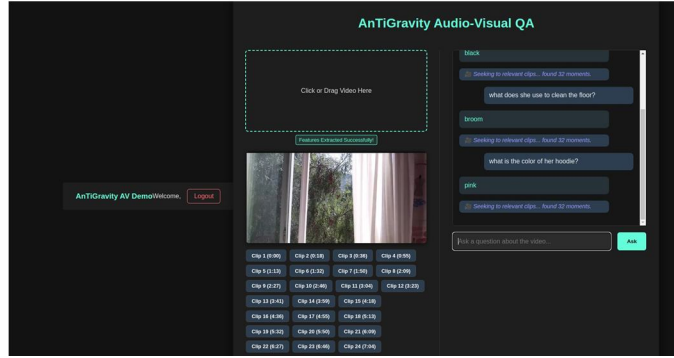 AnTiGravity Audio-Visual QA
AnTiGravity AV Demo
Welcome,
Logout
Click or Drag Video Here
Features Extracted Successfully!
Clip 1 (0:00)
Clip 2 (0:18)
Clip 3 (0:36)
Clip 4 (0:55)
Clip 5 (1:13)
Clip 6 (1:32)
Clip 7 (1:50)
Clip 8 (2:09)
Clip 9 (2:27)
Clip 10 (2:46)
Clip 11 (3:04)
Clip 12 (3:23)
Clip 13 (3:41)
Clip 14 (3:59)
Clip 15 (4:18)
Clip 16 (4:36)
Clip 17 (4:55)
Clip 18 (5:13)
Clip 19 (5:32)
Clip 20 (5:50)
Clip 21 (6:09)
Clip 22 (6:27)
Clip 23 (6:46)
Clip 24 (7:04)
black
Seeking to relevant clips... found 32 moments.
what does she use to clean the floor?
broom
Seeking to relevant clips... found 32 moments.
what is the color of her hoodie?
pink
Seeking to relevant clips... found 32 moments.
Ask a question about the video...
Ask